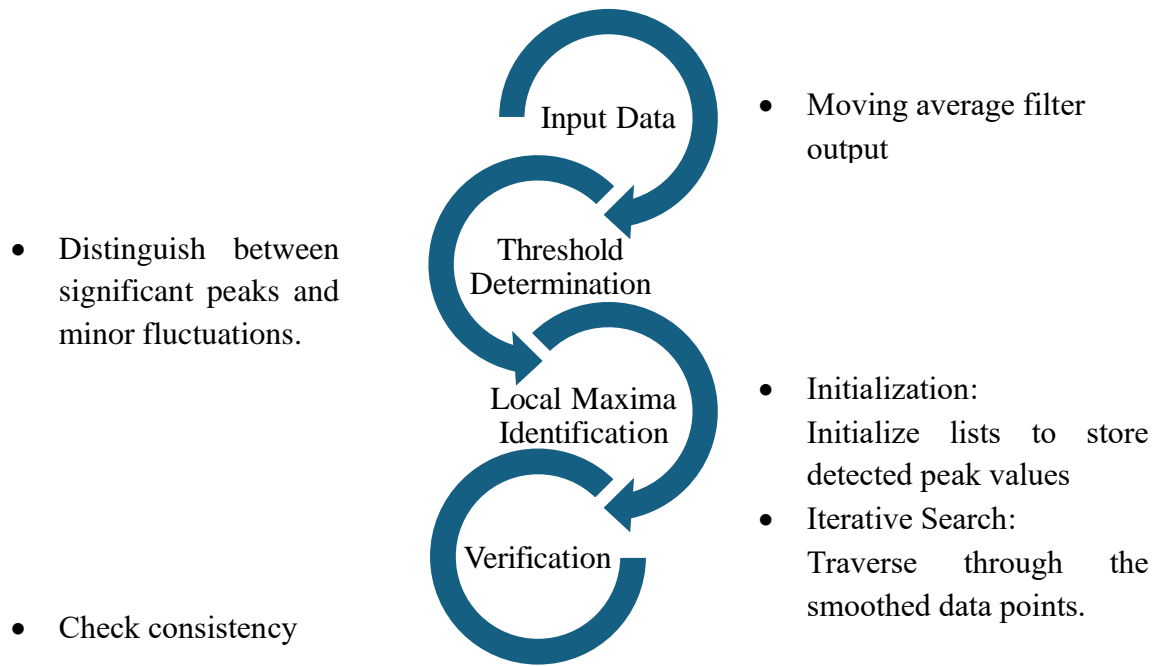 Input Data
• Moving average filter
output
• Distinguish between
significant peaks and
minor fluctuations.
Threshold
Determination
Local Maxima
Identification
• Initialization:
Initialize lists to store
detected peak values
• Iterative Search:
Traverse through the
smoothed data points.
Verification
• Check consistency